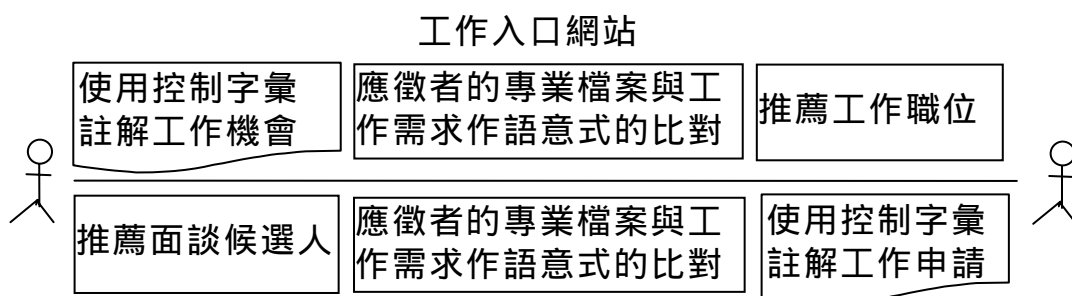 工作入口網站
使用控制字彙
註解工作機會
應徵者的專業檔案與工
作需求作語意式的比對
推薦工作職位
推薦面談候選人
應徵者的專業檔案與工
作需求作語意式的比對
使用控制字彙
註解工作申請